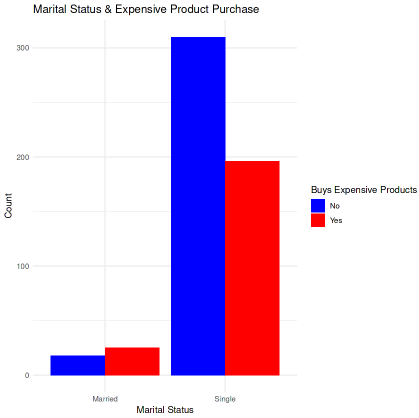 Marital Status & Expensive Product Purchase
300
200
100
0
Count
Married
Single
Marital Status
Buys Expensive Products
No
Yes